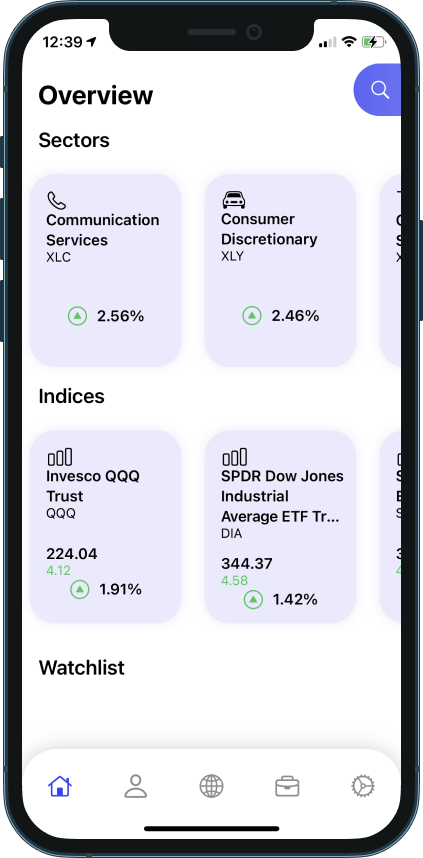 12:39
Overview
Sectors
Communication
Services
XLC
2.56%
Consumer
Discretionary
XLY
2.46%
Indices
Invesco QQQ
Trust
QQQ
224.04
4.12
1.91%
SPDR Dow Jones
Industrial
Average ETF Tr...
DIA
344.37
4.58
1.42%
Watchlist